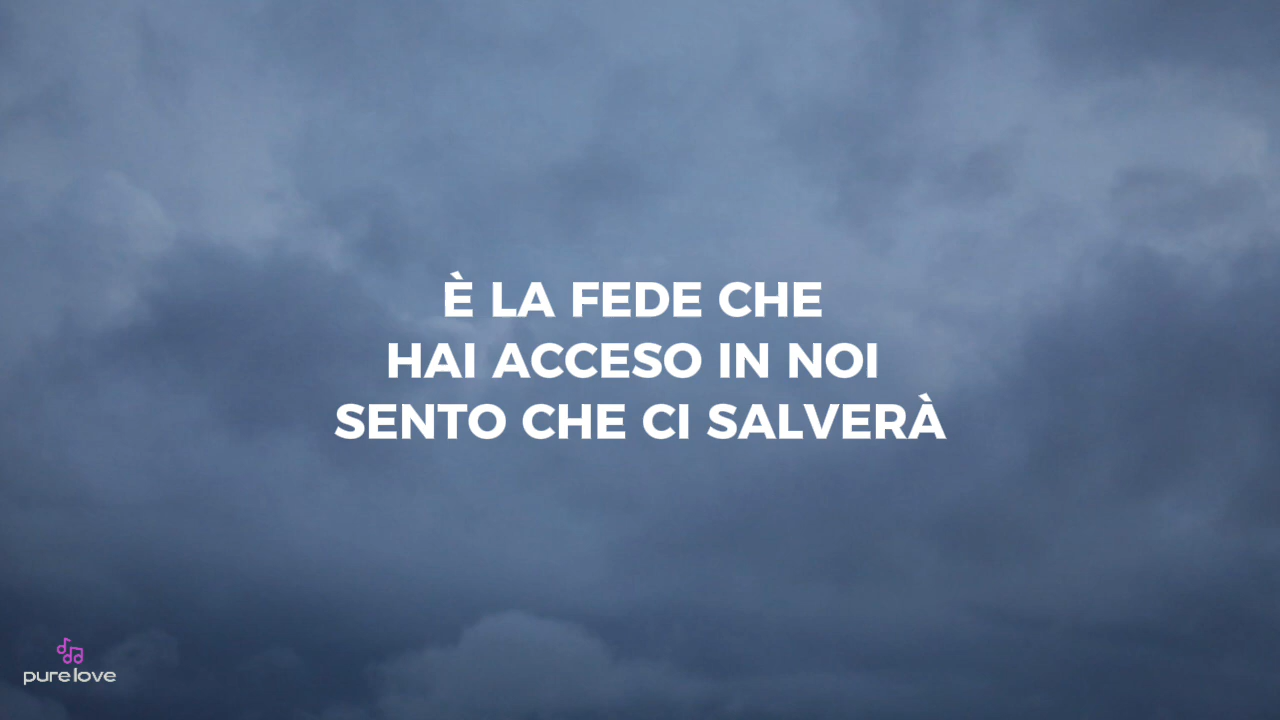 È LA FEDE CHE
HAI ACCESO IN NOI
SENTO CHE CI SALVERÀ
pure love